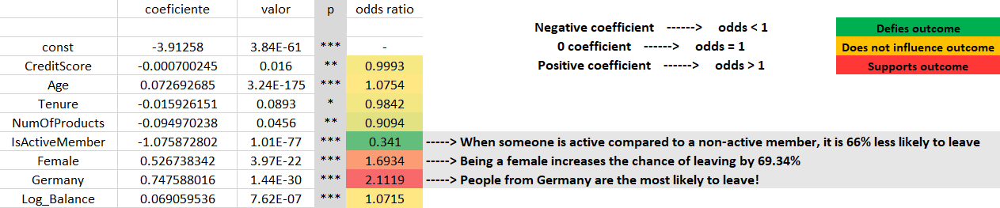 coeficiente valor p odds ratio
Negative coefficient ------> odds < 1 Defies outcome
const -3.91258 3.84E-61 *** - 0 coefficient ------> odds = 1 Does not influence outcome
CreditScore -0.000700245 0.016 ** 0.9993 Positive coefficient ------> odds > 1 Supports outcome
Age 0.072692685 3.24E-175 *** 1.0754
Tenure -0.015926151 0.0893 * 0.9842
NumOfProducts -0.094970238 0.0456 ** 0.9094
IsActiveMember -1.075872802 1.01E-77 *** 0.341 -----> When someone is active compared to a non-active member, it is 66% less likely to leave
Female 0.526738342 3.97E-22 *** 1.6934 -----> Being a female increases the chance of leaving by 69.34%
Germany 0.747588016 1.44E-30 *** 2.1119 -----> People from Germany are the most likely to leave!
Log_Balance 0.069059536 7.62E-07 *** 1.0715